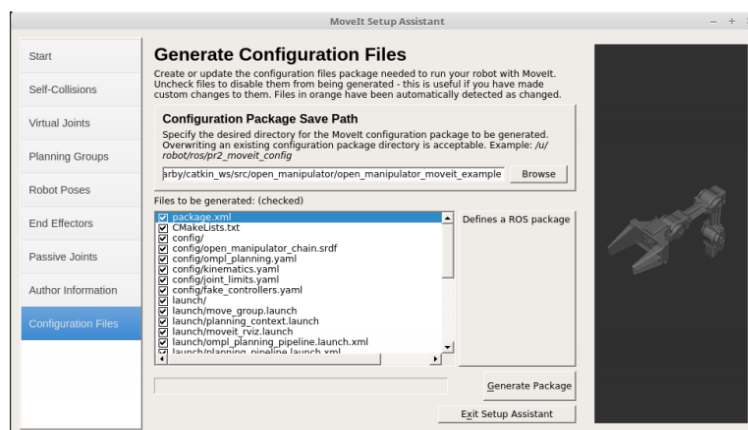 MoveIt Setup Assistant
Start
Self-Collisions
Virtual Joints
Planning Groups
Robot Poses
End Effectors
Passive Joints
Author Information
Configuration Files
Generate Configuration Files
Create or update the configuration files package needed to run your robot with MoveIt.
Uncheck files to disable them from being generated - this is useful if you have made
custom changes to them. Files in orange have been automatically detected as changed.
Configuration Package Save Path
Specify the desired directory for the MoveIt configuration package to be generated.
Overwriting an existing configuration package directory is acceptable. Example: /u/
robot/ros/pr2_moveit_config
arby/catkin_ws/src/open_manipulator/open_manipulator_moveit_example
Browse
Files to be generated: (checked)
package.xml
CMakeLists.txt
config/
config/open_manipulator_chain.srdf
config/ompl_planning.yaml
config/kinematics.yaml
config/joint_limits.yaml
config/fake_controllers.yaml
launch/
launch/move_group.launch
launch/planning_context.launch
launch/moveit_rviz.launch
launch/ompl_planning_pipeline.launch.xml
launch/planning_pipeline.launch.xml
Defines a ROS package
Generate Package
Exit Setup Assistant